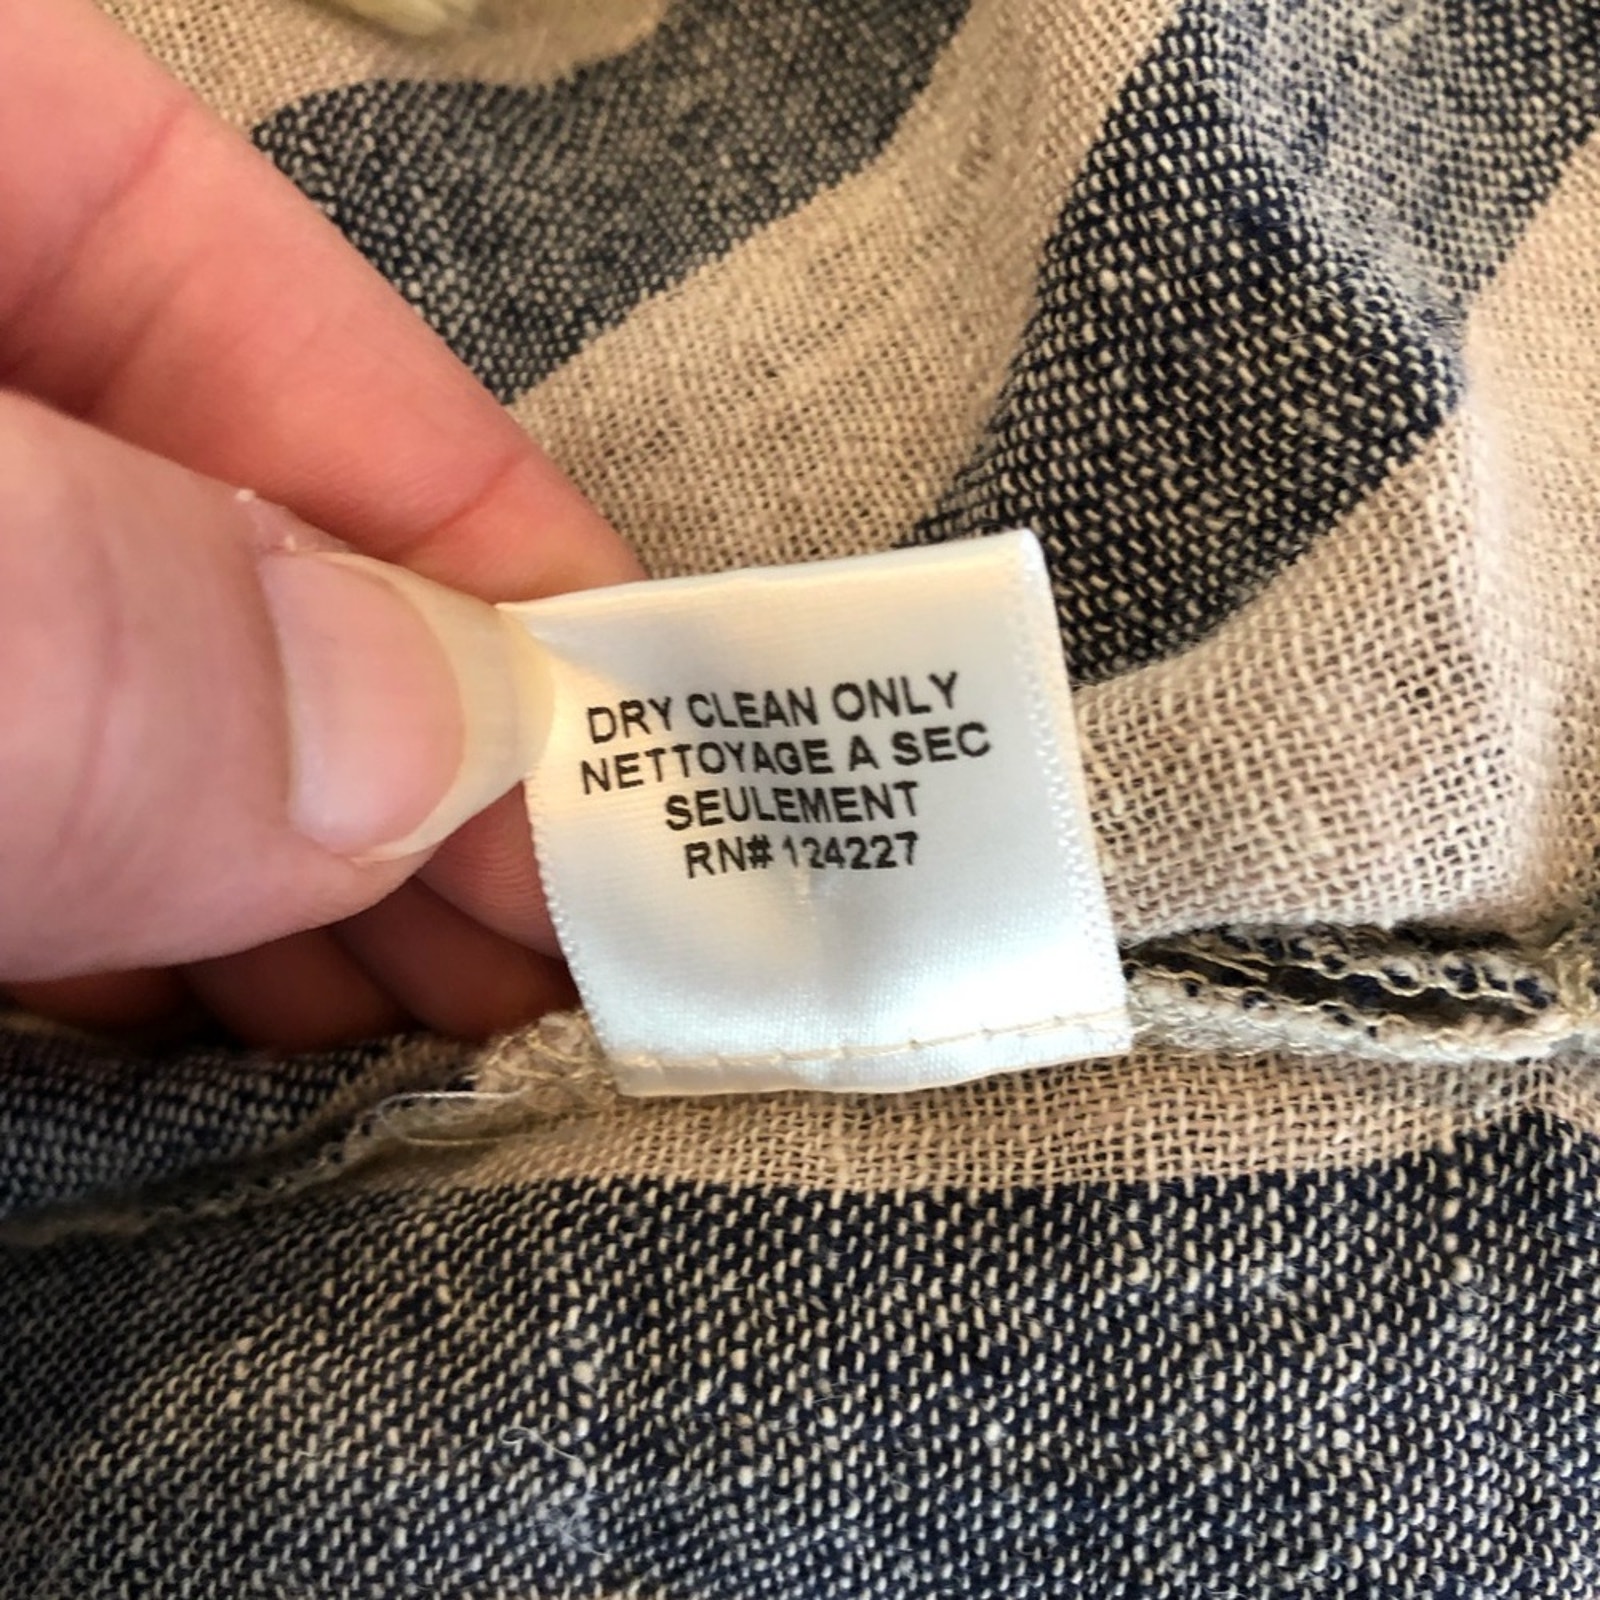 DRY CLEAN ONLY
NETTOYAGE A SEC
SEULEMENT
RN# 124227